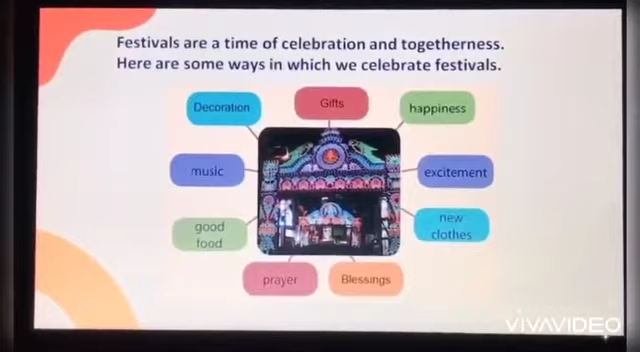 Festivals are a time of celebration and togetherness.
Here are some ways in which we celebrate festivals.
Decoration
Gifts
happiness
music
excitement
good
food
new
clothes
prayer
Blessings
VIVAVIDEO